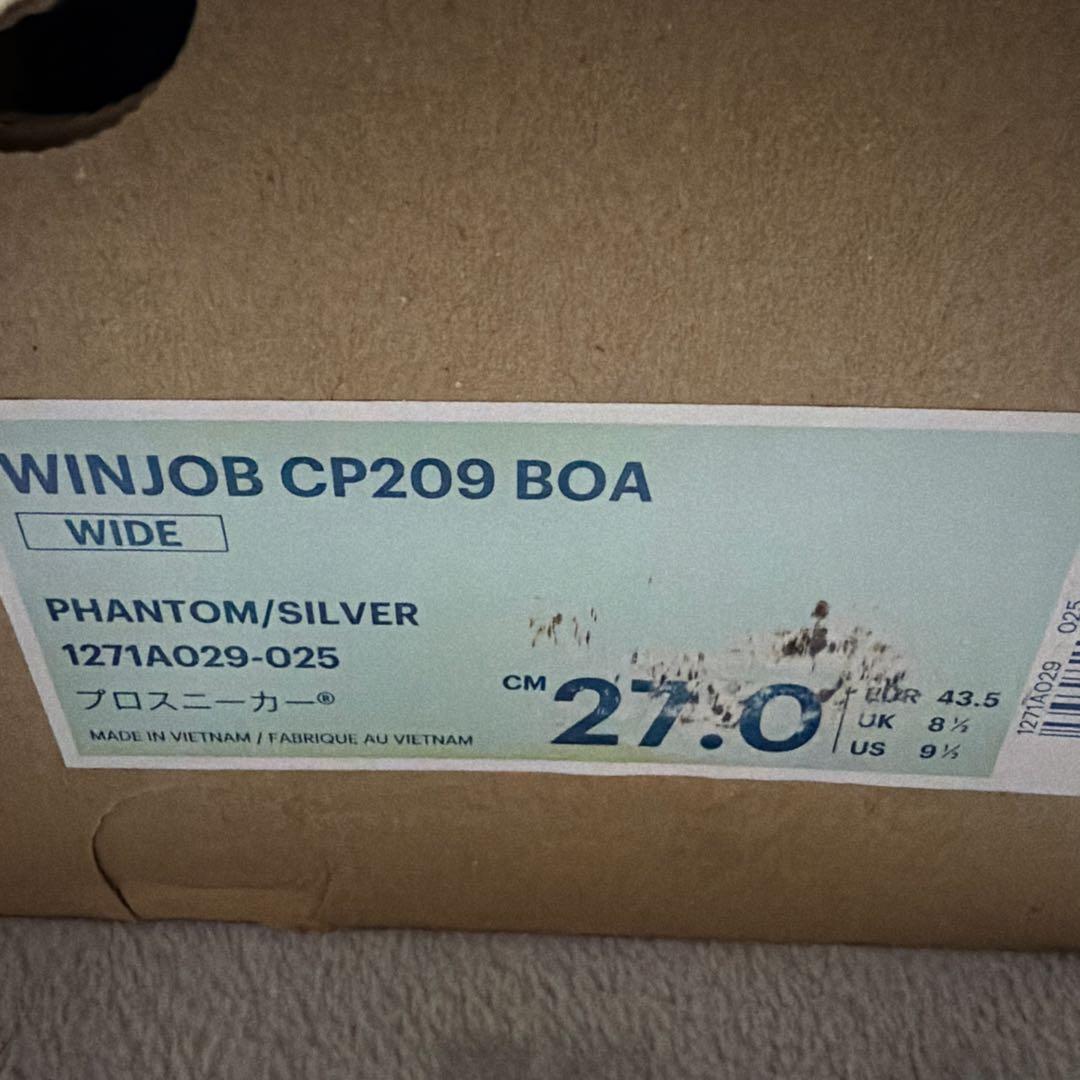 WINJOB CP209 BOA
WIDE
PHANTOM/SILVER
1271A029-025
プロスニーカー®
MADE IN VIETNAM / FABRIQUE AU VIETNAM
CM 27.0
EUR 43.5
UK 8½
US 9½
1271A029 025